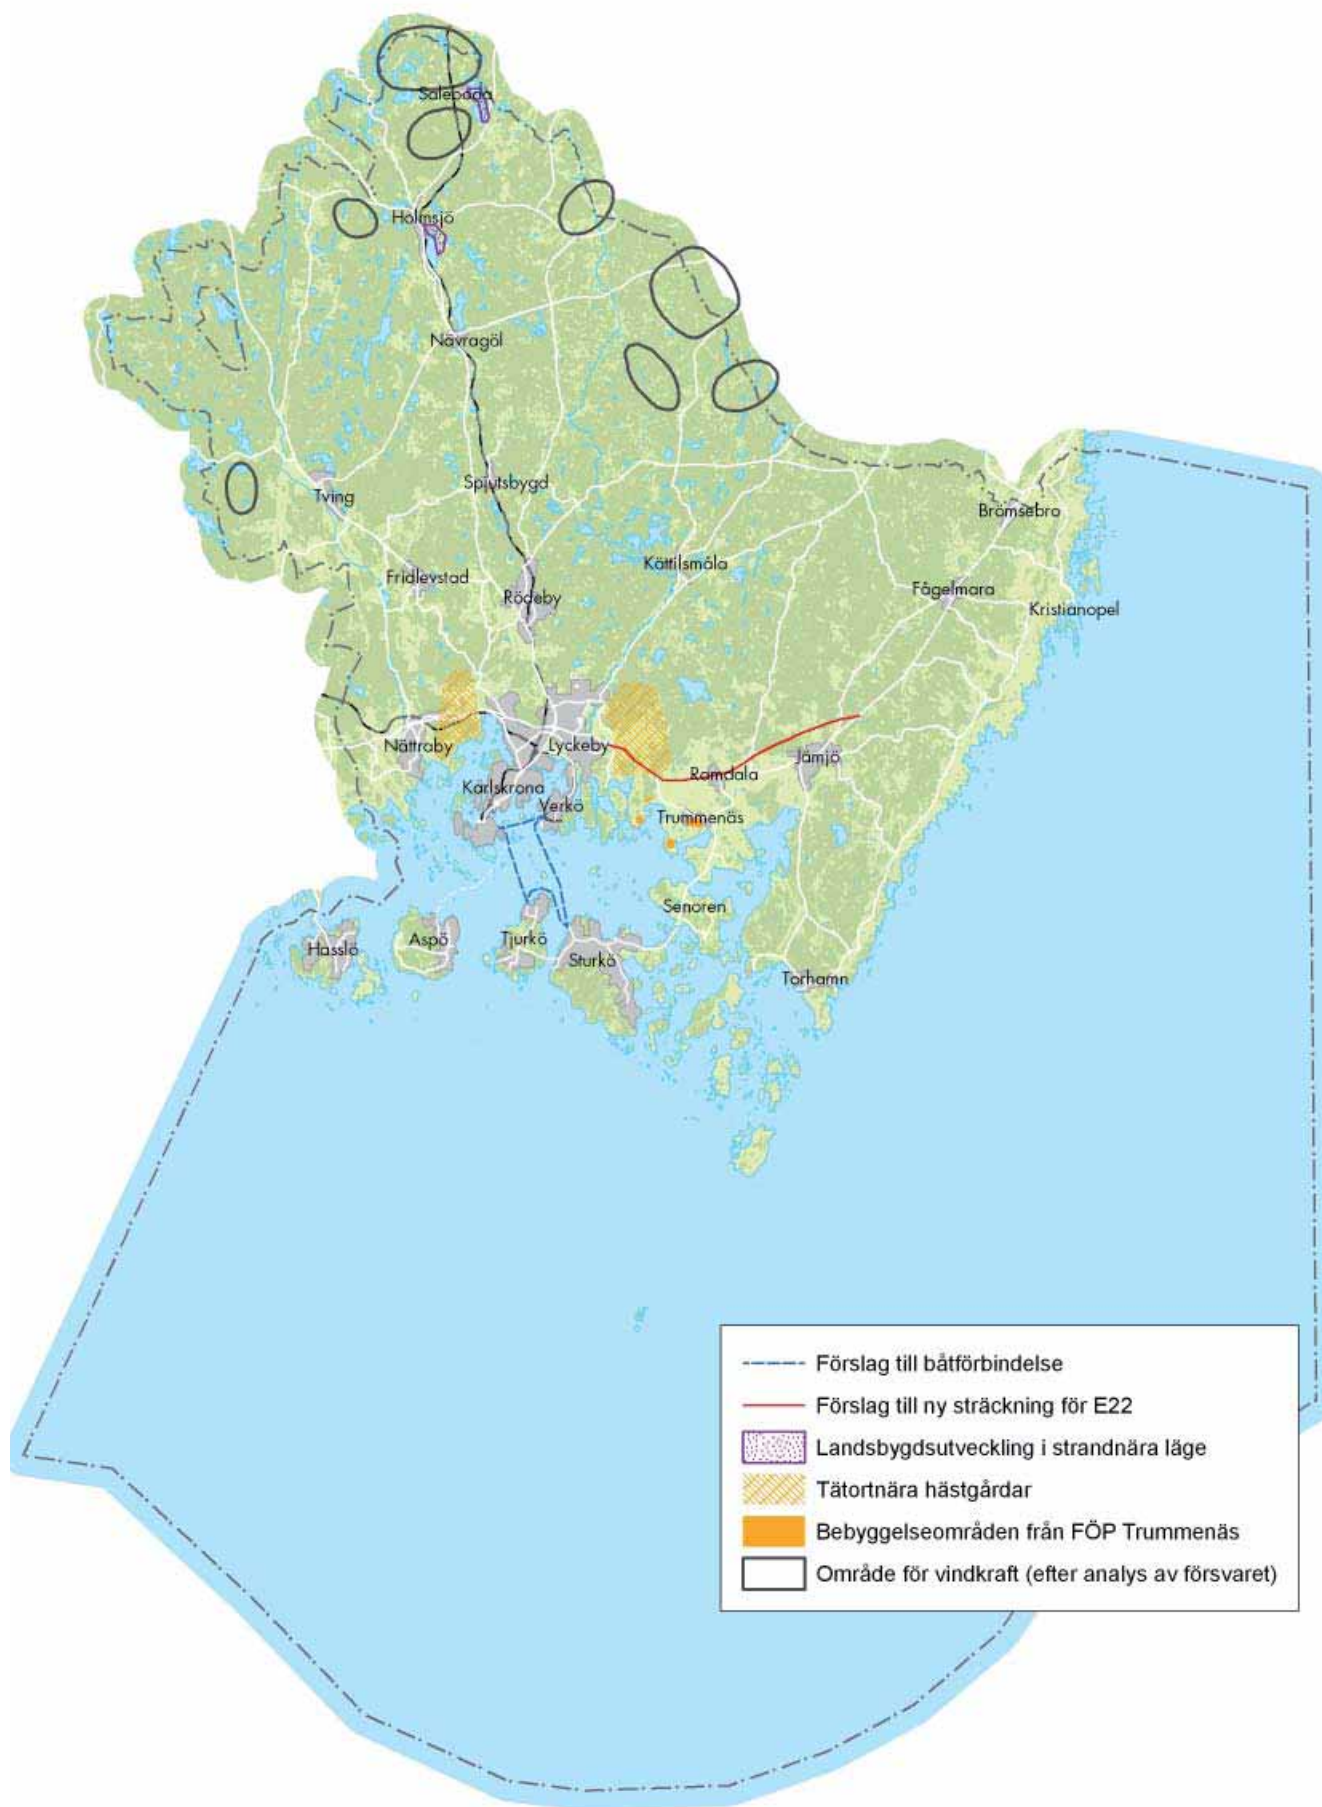 Saleboda
Holmsjö
Nävragöl
Tving
Spjutsbygd
Brömsebro
Kättilsmåla
Fridlevstad
Rödeby
Fågelmara
Kristianopel
Nättraby
Lyckeby
Jämjö
Ramdala
Karlskrona
Verkö
Trummenäs
Senoren
Hasslö
Aspö
Tjurkö
Sturkö
Torhamn
Förslag till båtförbindelse
Förslag till ny sträckning för E22
Landsbygdsutveckling i strandnära läge
Tätortnära hästgårdar
Bebyggelseområden från FÖP Trummenäs
Område för vindkraft (efter analys av försvaret)